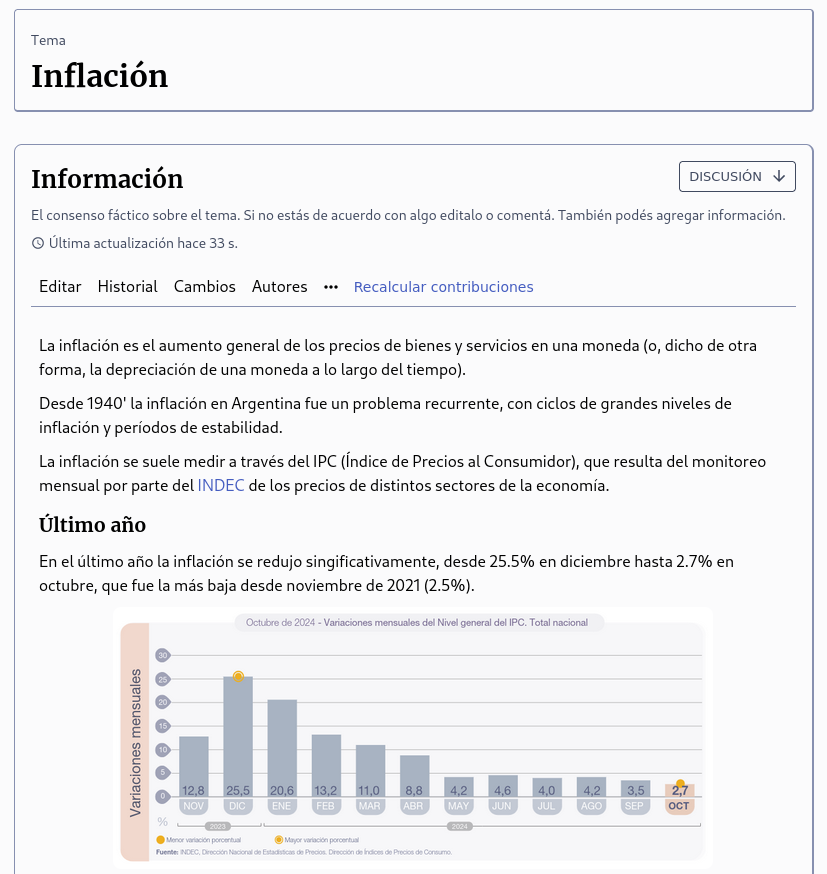 Tema
Inflación
Información
DISCUSIÓN
El consenso fáctico sobre el tema. Si no estás de acuerdo con algo editalo o comentá. También podés agregar información.
Última actualización hace 33 s.
Editar Historial Cambios Autores ••• Recalcular contribuciones
La inflación es el aumento general de los precios de bienes y servicios en una moneda (o, dicho de otra
forma, la depreciación de una moneda a lo largo del tiempo).
Desde 1940' la inflación en Argentina fue un problema recurrente, con ciclos de grandes niveles de
inflación y períodos de estabilidad.
La inflación se suele medir a través del IPC (Índice de Precios al Consumidor), que resulta del monitoreo
mensual por parte del INDEC de los precios de distintos sectores de la economía.
Último año
En el último año la inflación se redujo singificativamente, desde 25.5% en diciembre hasta 2.7% en
octubre, que fue la más baja desde noviembre de 2021 (2.5%).
Octubre de 2024 - Variaciones mensuales del Nivel general del IPC. Total nacional
Variaciones mensuales
30
25
20
15
10
5
0
%
12,8 25,5 20,6 13,2 11,0 8,8 4,2 4,6 4,0 4,2 3,5 2,7
NOV DIC ENE FEB MAR ABR MAY JUN JUL AGO SEP OCT
2023 2024
Menor variación porcentual Mayor variación porcentual
Fuente: INDEC, Dirección Nacional de Estadísticas de Precios. Dirección de Índices de Precios de Consumo.